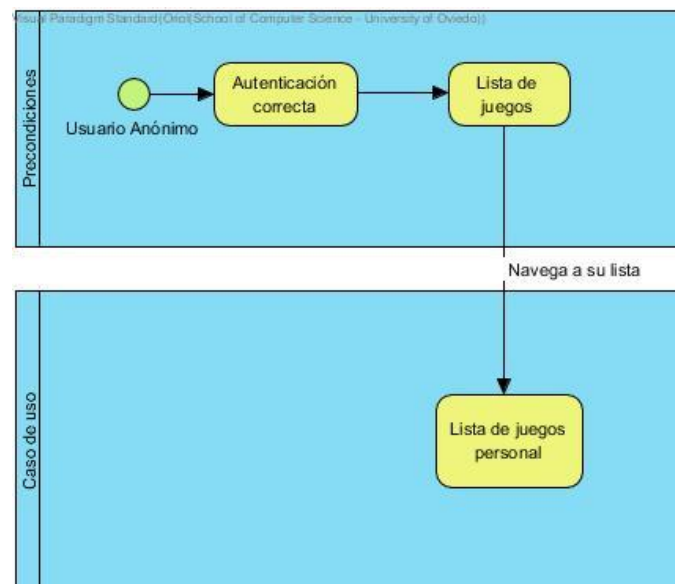 Visual Paradigm Standard(Oriol(School of Computer Science - University of Oviedo))
Precondiciones
Usuario Anónimo
Autenticación
correcta
Lista de
juegos
Navega a su lista
Caso de uso
Lista de juegos
personal